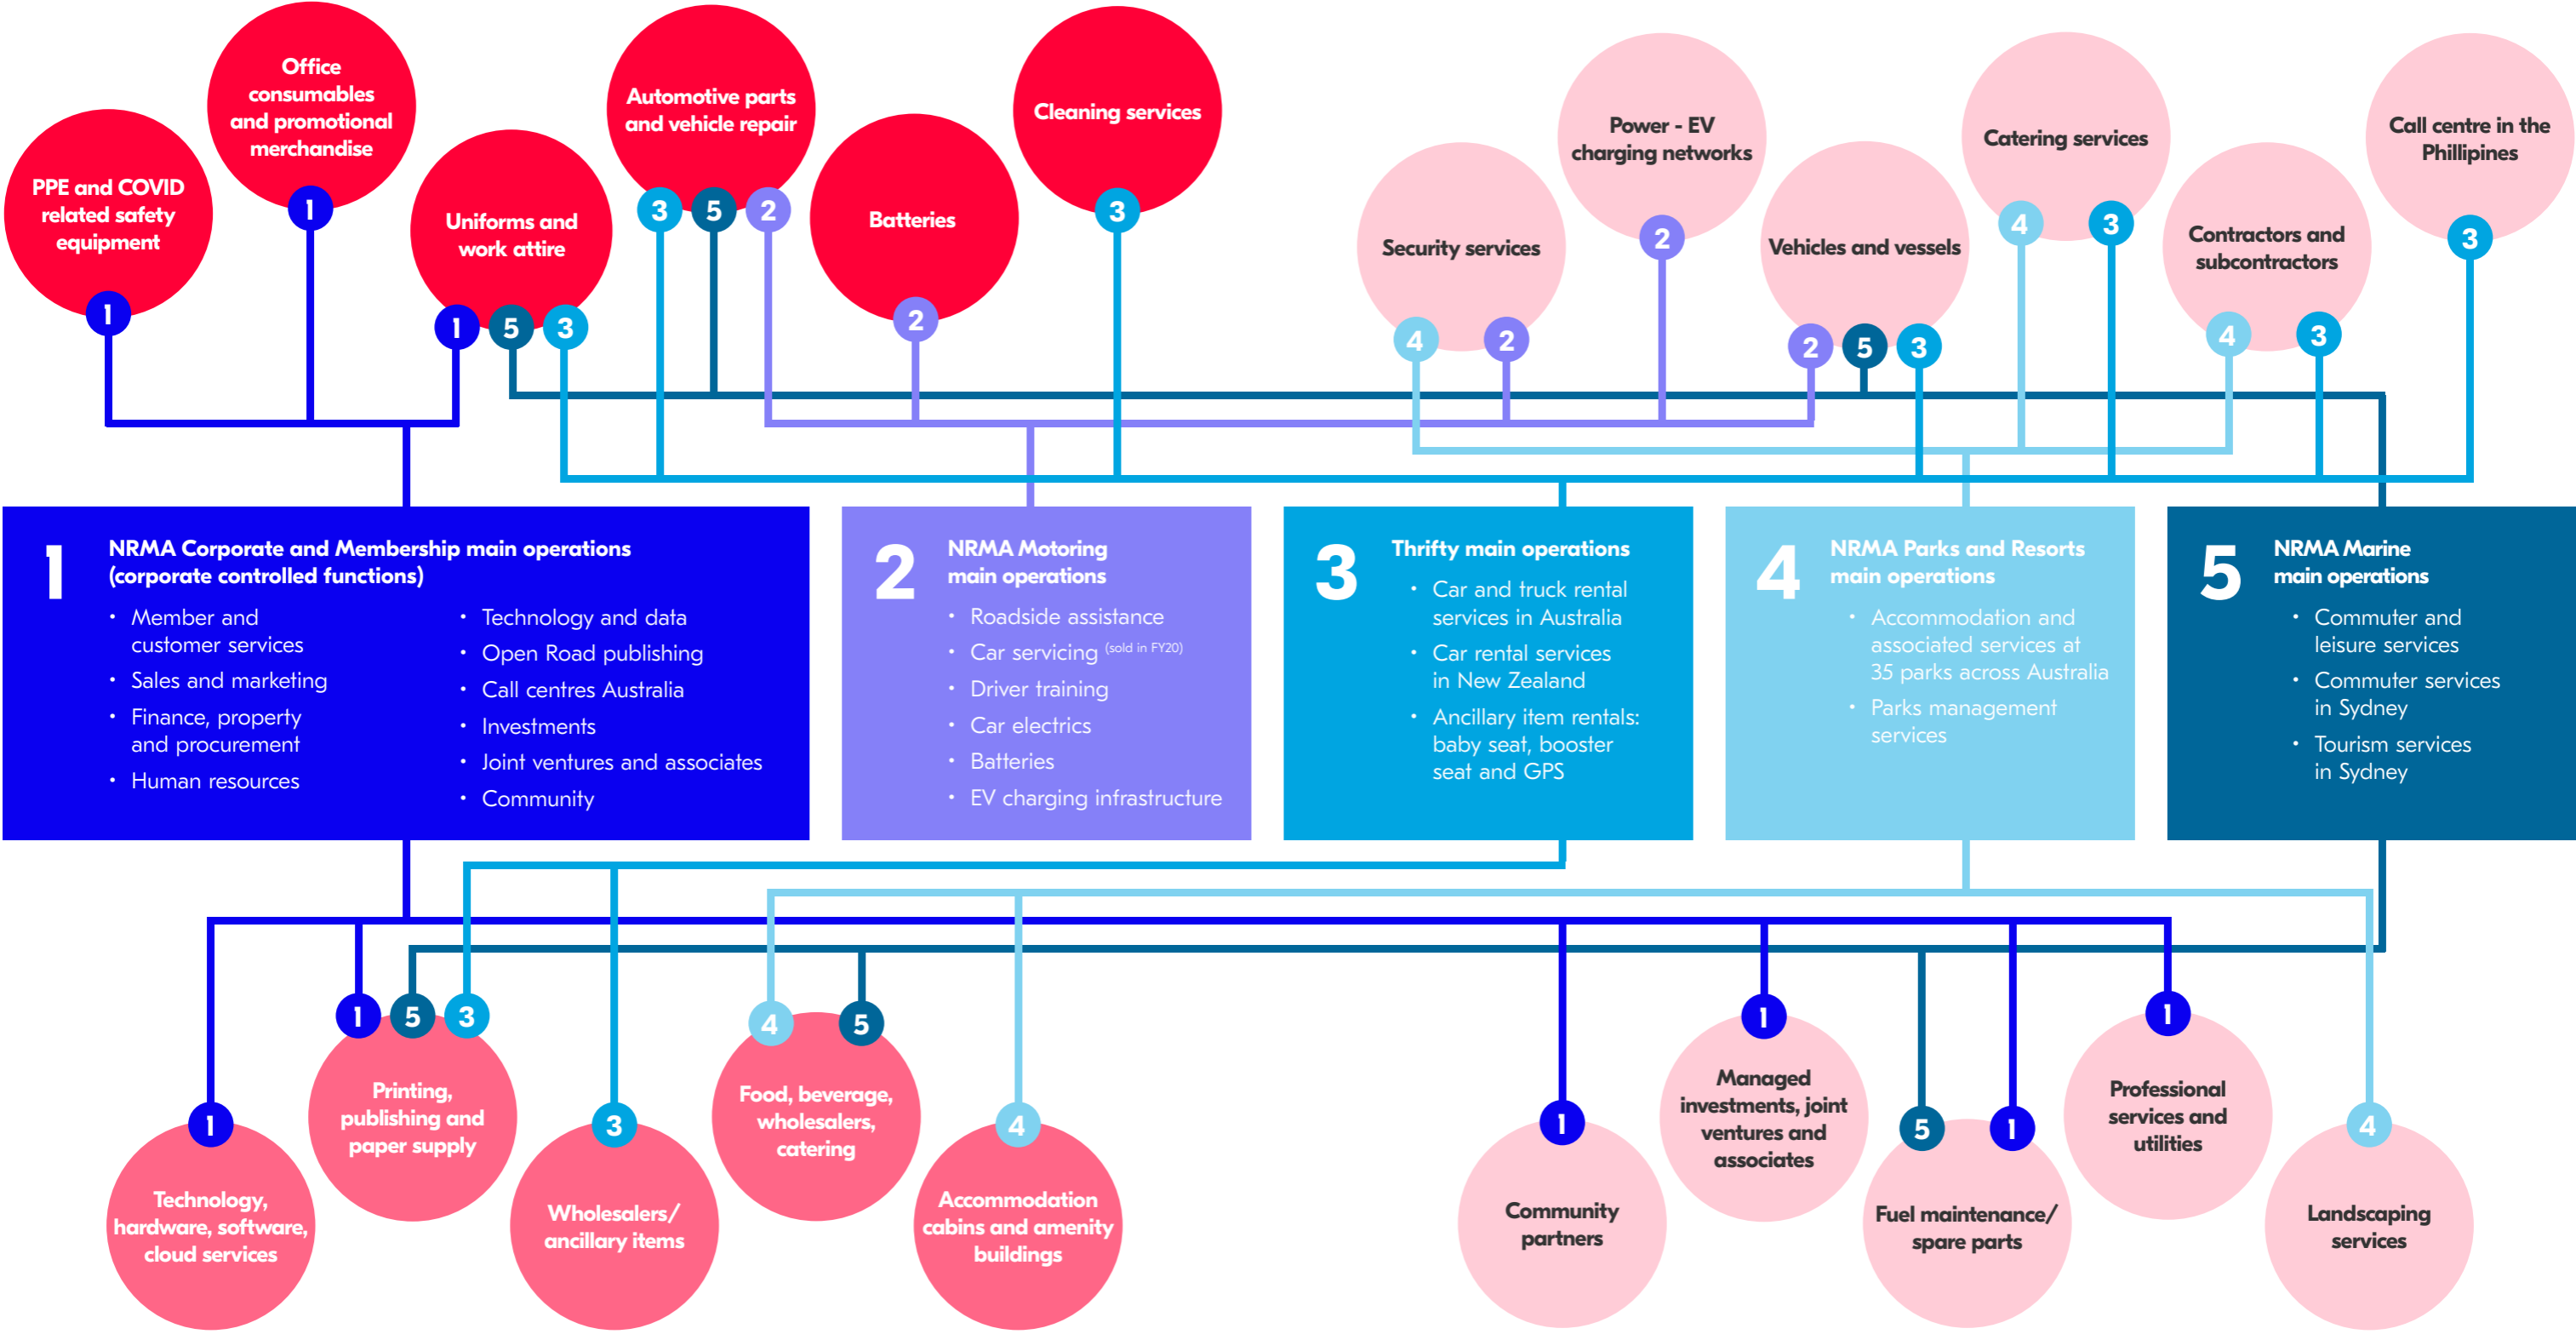 PPE and COVID
related safety
equipment
1
Office
consumables
and promotional
merchandise
1
Uniforms and
work attire
1 5 3
Automotive parts
and vehicle repair
3 5 2
Batteries
2
Cleaning services
3
Security services
4 2
Power - EV
charging networks
2
Vehicles and vessels
2 5 3
Catering services
4 3
Contractors and
subcontractors
4 3
Call centre in the
Phillipines
3
1
NRMA Corporate and Membership main operations
(corporate controlled functions)
• Member and
customer services
• Sales and marketing
• Finance, property
and procurement
• Human resources
• Technology and data
• Open Road publishing
• Call centres Australia
• Investments
• Joint ventures and associates
• Community
2
NRMA Motoring
main operations
• Roadside assistance
• Car servicing (sold in FY20)
• Driver training
• Car electrics
• Batteries
• EV charging infrastructure
3
Thrifty main operations
• Car and truck rental
services in Australia
• Car rental services
in New Zealand
• Ancillary item rentals:
baby seat, booster
seat and GPS
4
NRMA Parks and Resorts
main operations
• Accommodation and
associated services at
35 parks across Australia
• Parks management
services
5
NRMA Marine
main operations
• Commuter and
leisure services
• Commuter services
in Sydney
• Tourism services
in Sydney
1
Technology,
hardware, software,
cloud services
1 5 3
Printing,
publishing and
paper supply
3
Wholesalers/
ancillary items
4 5
Food, beverage,
wholesalers,
catering
4
Accommodation
cabins and amenity
buildings
1
Community
partners
1
Managed
investments, joint
ventures and
associates
5 1
Fuel maintenance/
spare parts
1
Professional
services and
utilities
4
Landscaping
services